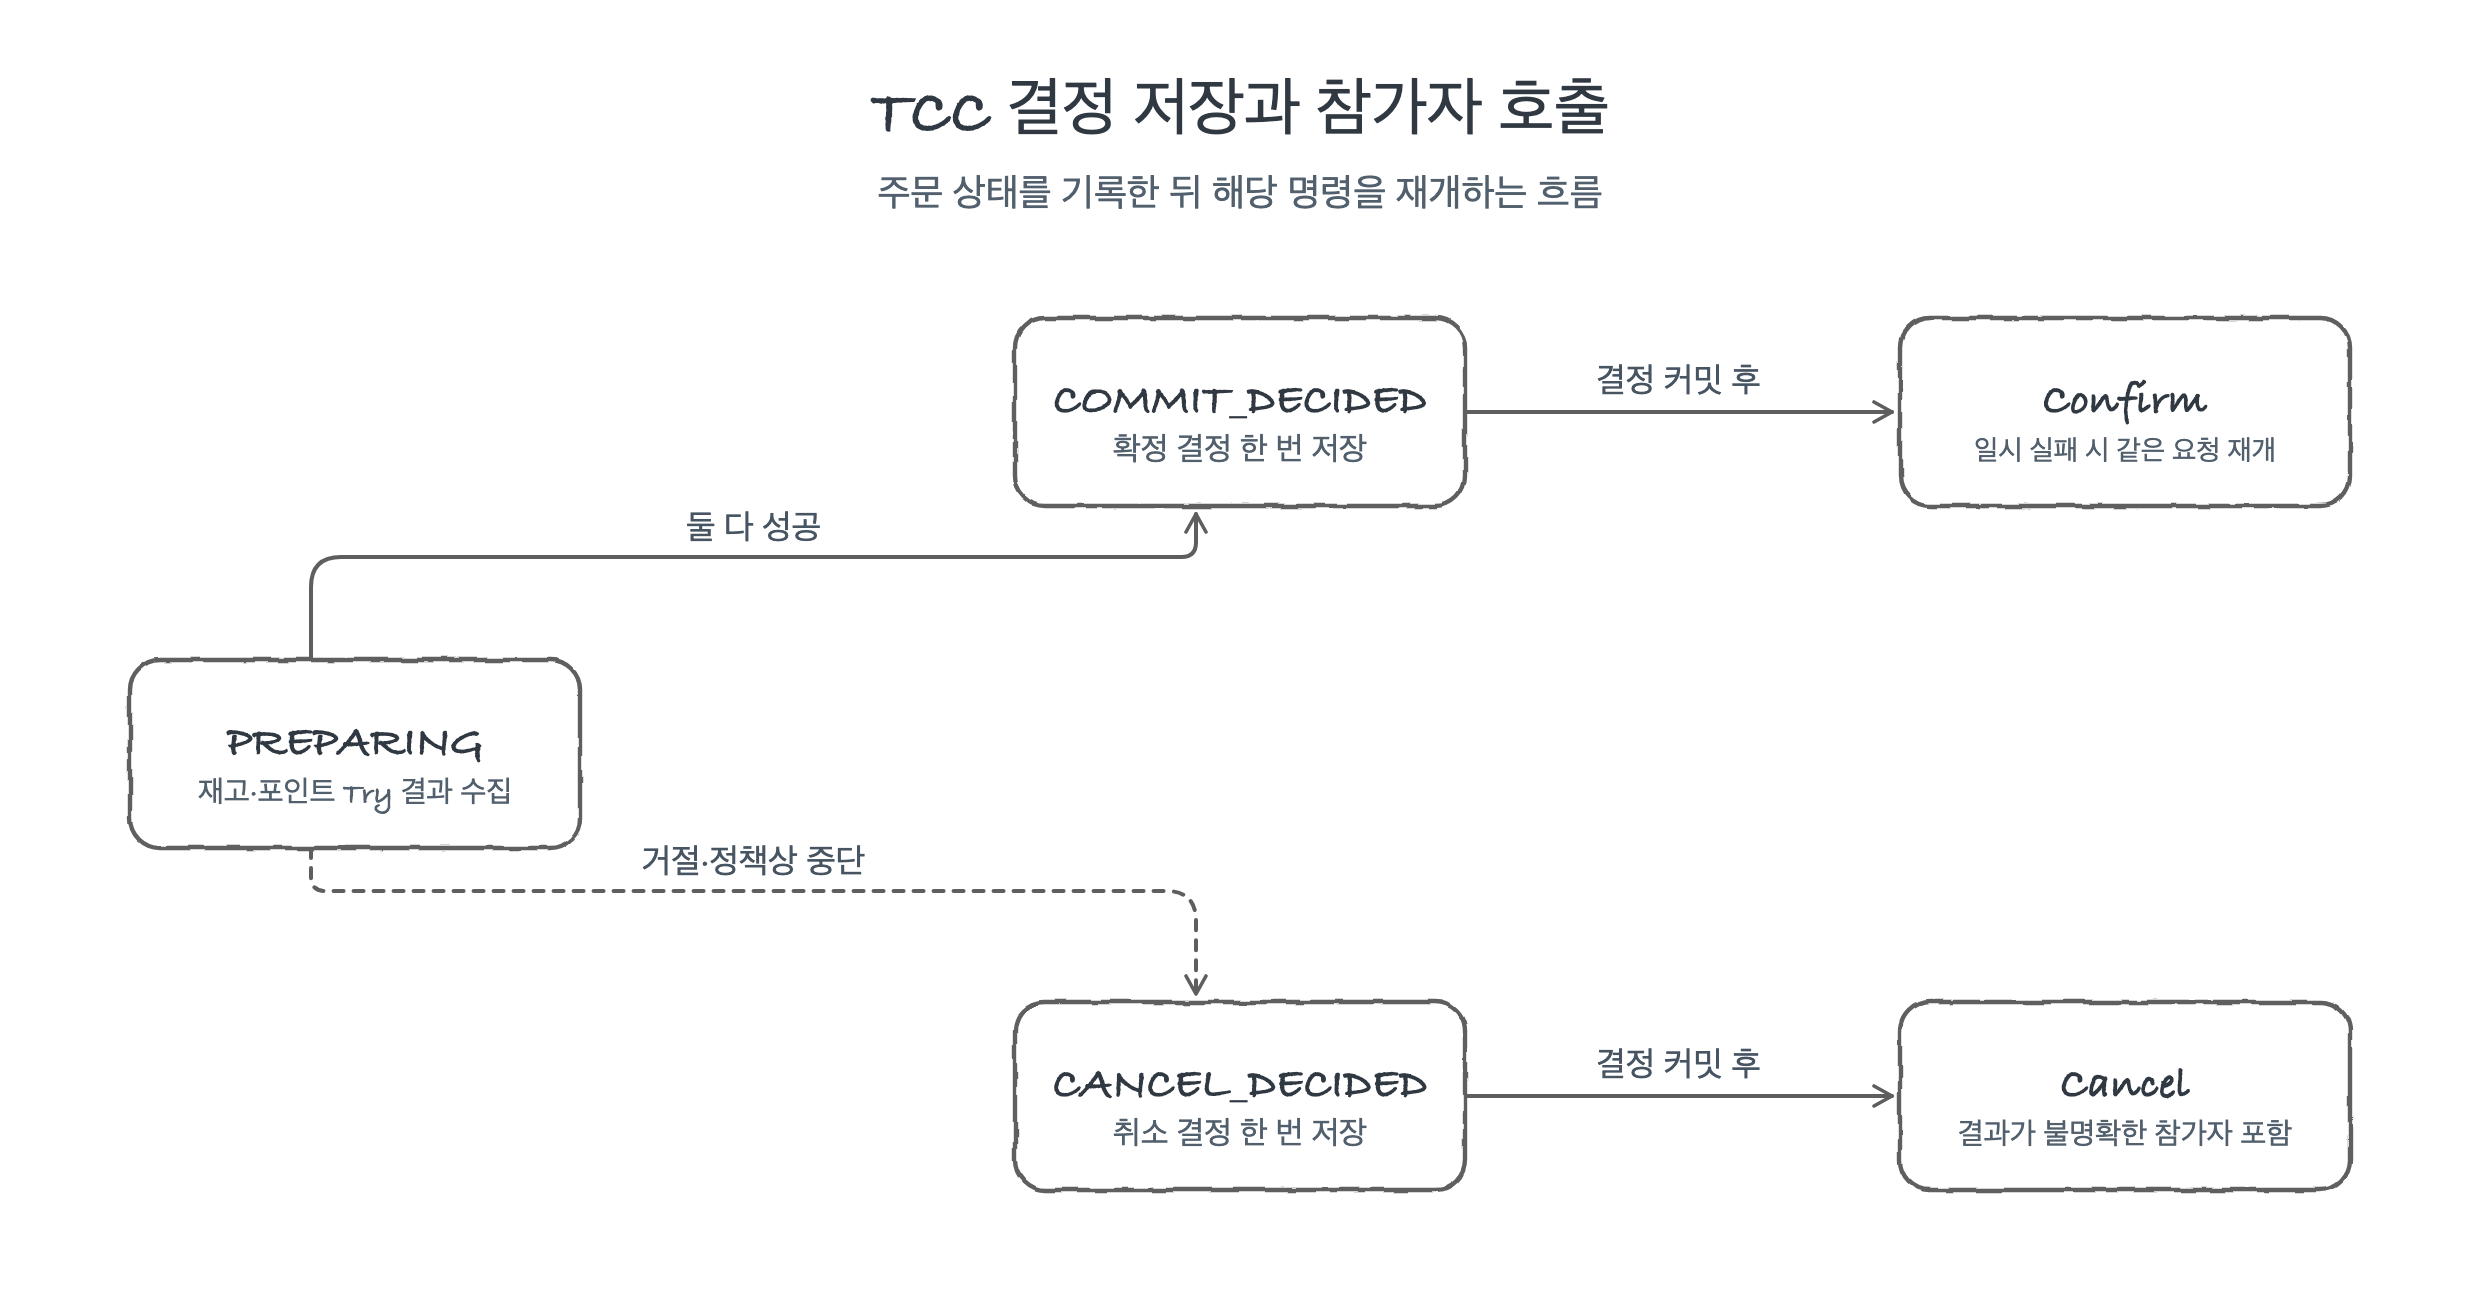 TCC 결정 저장과 참가자 호출
주문 상태를 기록한 뒤 해당 명령을 재개하는 흐름
COMMIT_DECIDED
확정 결정 한 번 저장
결정 커밋 후
Confirm
일시 실패 시 같은 요청 재개
둘 다 성공
PREPARING
재고·포인트 Try 결과 수집
거절·정책상 중단
CANCEL_DECIDED
취소 결정 한 번 저장
결정 커밋 후
Cancel
결과가 불명확한 참가자 포함